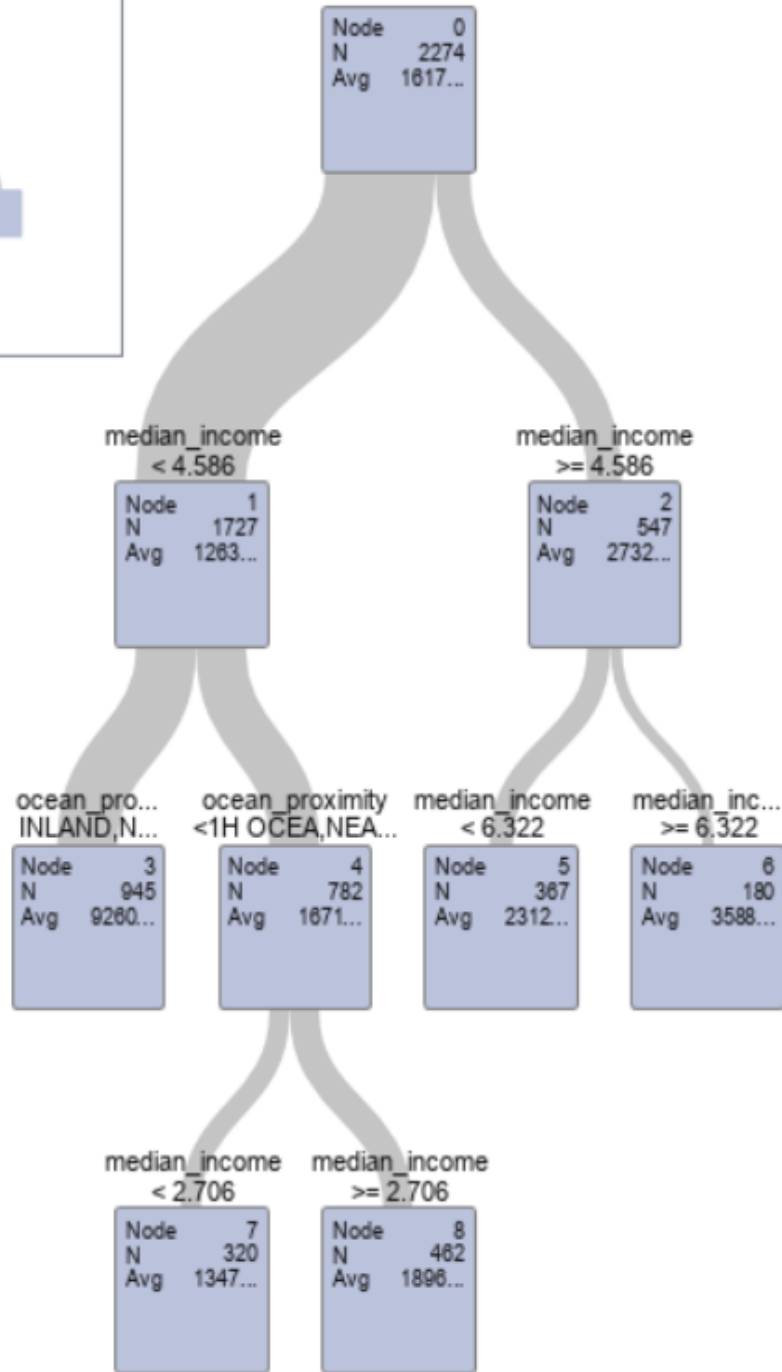 Node 0
N 2274
Avg 1617...
median_income
< 4.586
Node 1
N 1727
Avg 1263...
median_income
>= 4.586
Node 2
N 547
Avg 2732...
ocean_pro...
INLAND,N...
Node 3
N 945
Avg 9260...
ocean_proximity
<1H OCEA,NEA...
Node 4
N 782
Avg 1671...
median_income
< 6.322
Node 5
N 367
Avg 2312...
median_inc...
>= 6.322
Node 6
N 180
Avg 3588...
median_income
< 2.706
Node 7
N 320
Avg 1347...
median_income
>= 2.706
Node 8
N 462
Avg 1896...